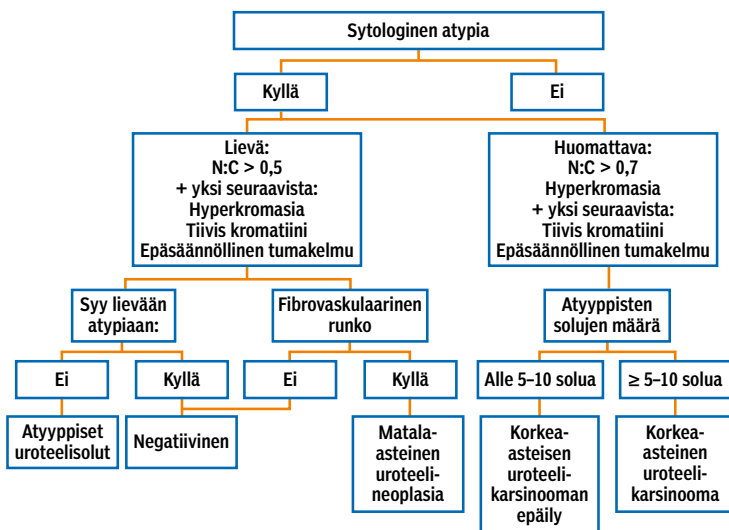 Sytologinen atypia
Kyllä
Ei
Lievä:
N:C > 0,5
+ yksi seuraavista:
Hyperkromasia
Tiivis kromatiini
Epäsäännöllinen tumakelmu
Huomattava:
N:C > 0,7
Hyperkromasia
+ yksi seuraavista:
Tiivis kromatiini
Epäsäännöllinen tumakelmu
Syy lievään
atypiaan:
Fibrovaskulaarinen
runko
Atyyppisten
solujen määrä
Ei
Kyllä
Ei
Kyllä
Alle 5–10 solua
≥ 5–10 solua
Atyyppiset
uroteelisolut
Negatiivinen
Matala-
asteinen
uroteeli-
neoplasia
Korkea-
asteisen
uroteeli-
karsinooman
epäily
Korkea-
asteinen
uroteeli-
karsinooma